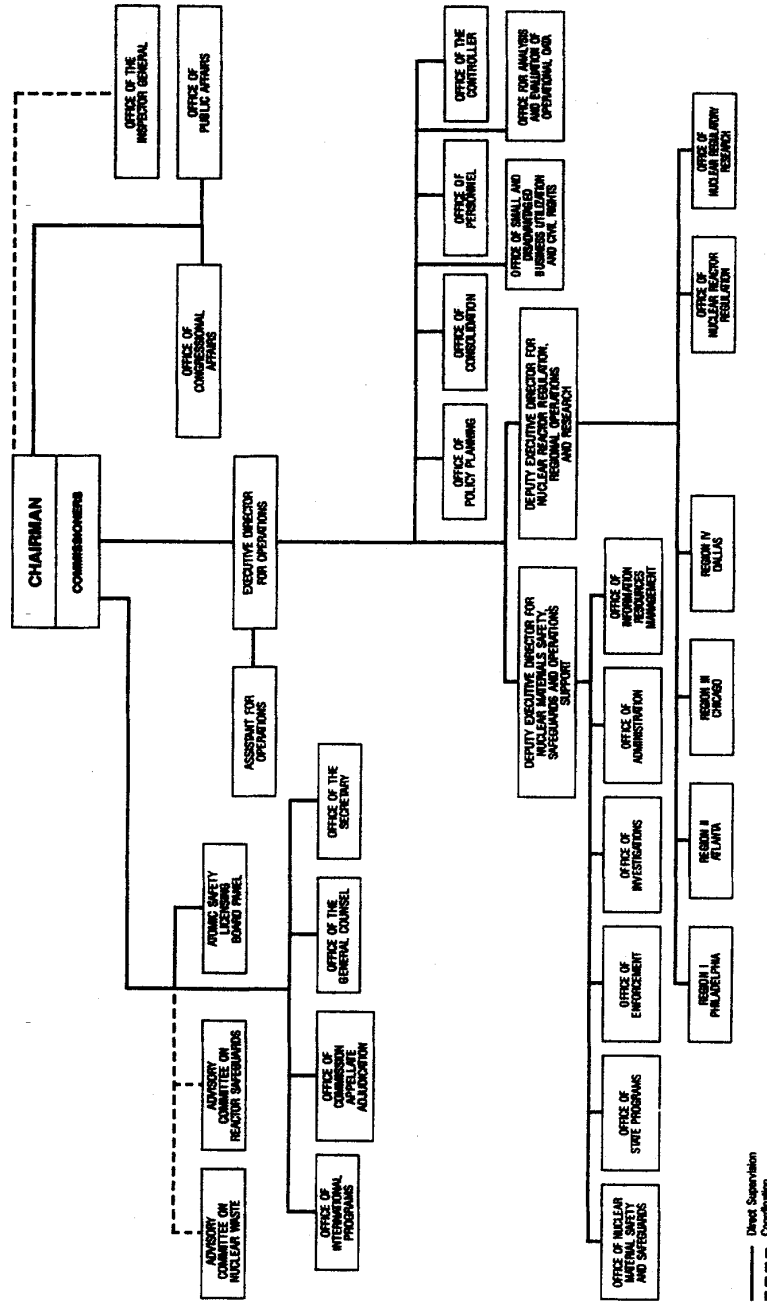 CHAIRMAN
COMMISSIONERS
OFFICE OF THE
INSPECTOR GENERAL
OFFICE OF
PUBLIC AFFAIRS
OFFICE OF
CONGRESSIONAL
AFFAIRS
EXECUTIVE DIRECTOR
FOR OPERATIONS
ASSISTANT FOR
OPERATIONS
ADVISORY
COMMITTEE ON
NUCLEAR WASTE
ADVISORY
COMMITTEE ON
REACTOR SAFEGUARDS
ATOMIC SAFETY
LICENSING
BOARD PANEL
OFFICE OF
INTERNATIONAL
PROGRAMS
OFFICE OF
COMMISSION
APPELLATE
ADJUDICATION
OFFICE OF THE
GENERAL COUNSEL
OFFICE OF THE
SECRETARY
OFFICE OF
POLICY PLANNING
OFFICE OF
CONSOLIDATION
OFFICE OF
PERSONNEL
OFFICE OF THE
CONTROLLER
OFFICE OF SMALL AND
DISADVANTAGED
BUSINESS UTILIZATION
AND CIVIL RIGHTS
OFFICE FOR ANALYSIS
AND EVALUATION OF
OPERATIONAL DATA
DEPUTY EXECUTIVE DIRECTOR FOR
NUCLEAR MATERIALS SAFETY,
SAFEGUARDS AND OPERATIONS
SUPPORT
DEPUTY EXECUTIVE DIRECTOR FOR
NUCLEAR REACTOR REGULATION,
REGIONAL OPERATIONS
AND RESEARCH
OFFICE OF NUCLEAR
MATERIAL SAFETY
AND SAFEGUARDS
OFFICE OF
STATE PROGRAMS
OFFICE OF
ENFORCEMENT
OFFICE OF
INVESTIGATIONS
OFFICE OF
ADMINISTRATION
OFFICE OF
INFORMATION
RESOURCES
MANAGEMENT
REGION I
PHILADELPHIA
REGION II
ATLANTA
REGION III
CHICAGO
REGION IV
DALLAS
OFFICE OF
NUCLEAR REACTOR
REGULATION
OFFICE OF
NUCLEAR REGULATORY
RESEARCH
Direct Supervision
Coordination